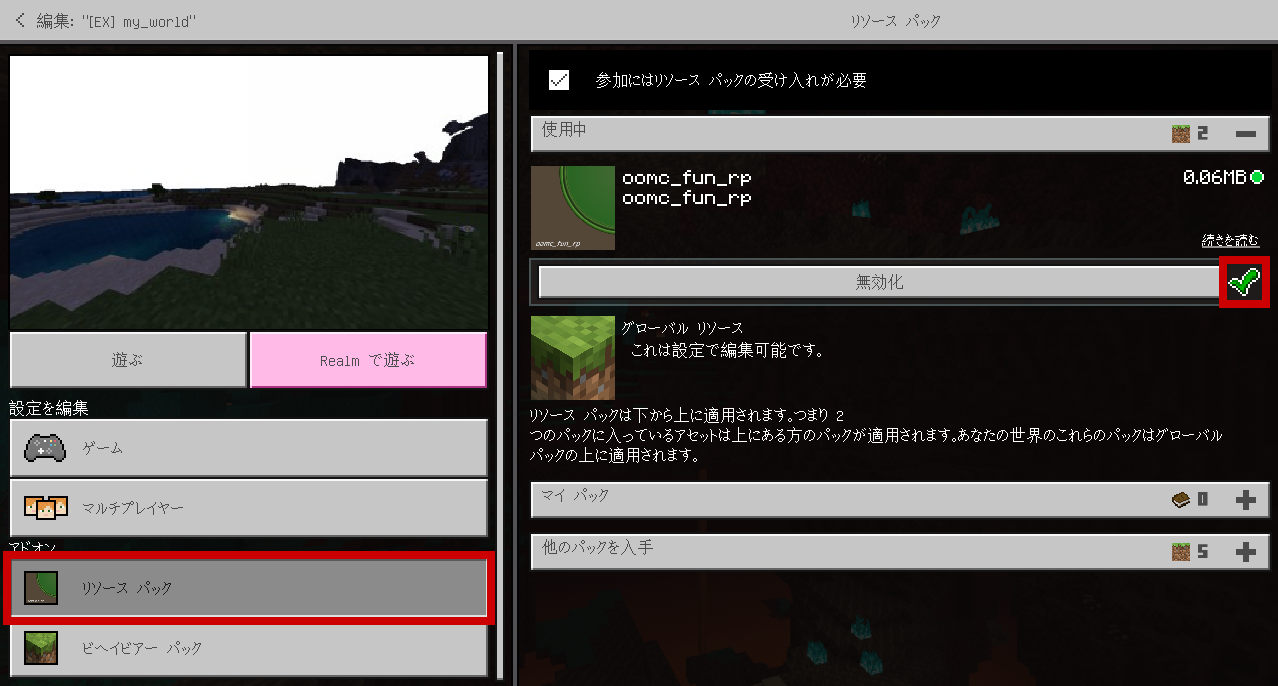 編集: "[EX] my_world"
リソース パック
遊ぶ
Realm で遊ぶ
設定を編集
ゲーム
マルチプレイヤー
アドオン
リソース パック
ビヘイビアー パック
参加にはリソース パックの受け入れが必要
使用中
2
oomc_fun_rp
oomc_fun_rp
0.06MB
oomc_fun_rp
続きを読む
無効化
グローバル リソース
これは設定で編集可能です。
リソース パックは下から上に適用されます。つまり 2
つのパックに入っているアセットは上にある方のパックが適用されます。あなたの世界のこれらのパックはグローバル
パックの上に適用されます。
マイ パック
0
他のパックを入手
5